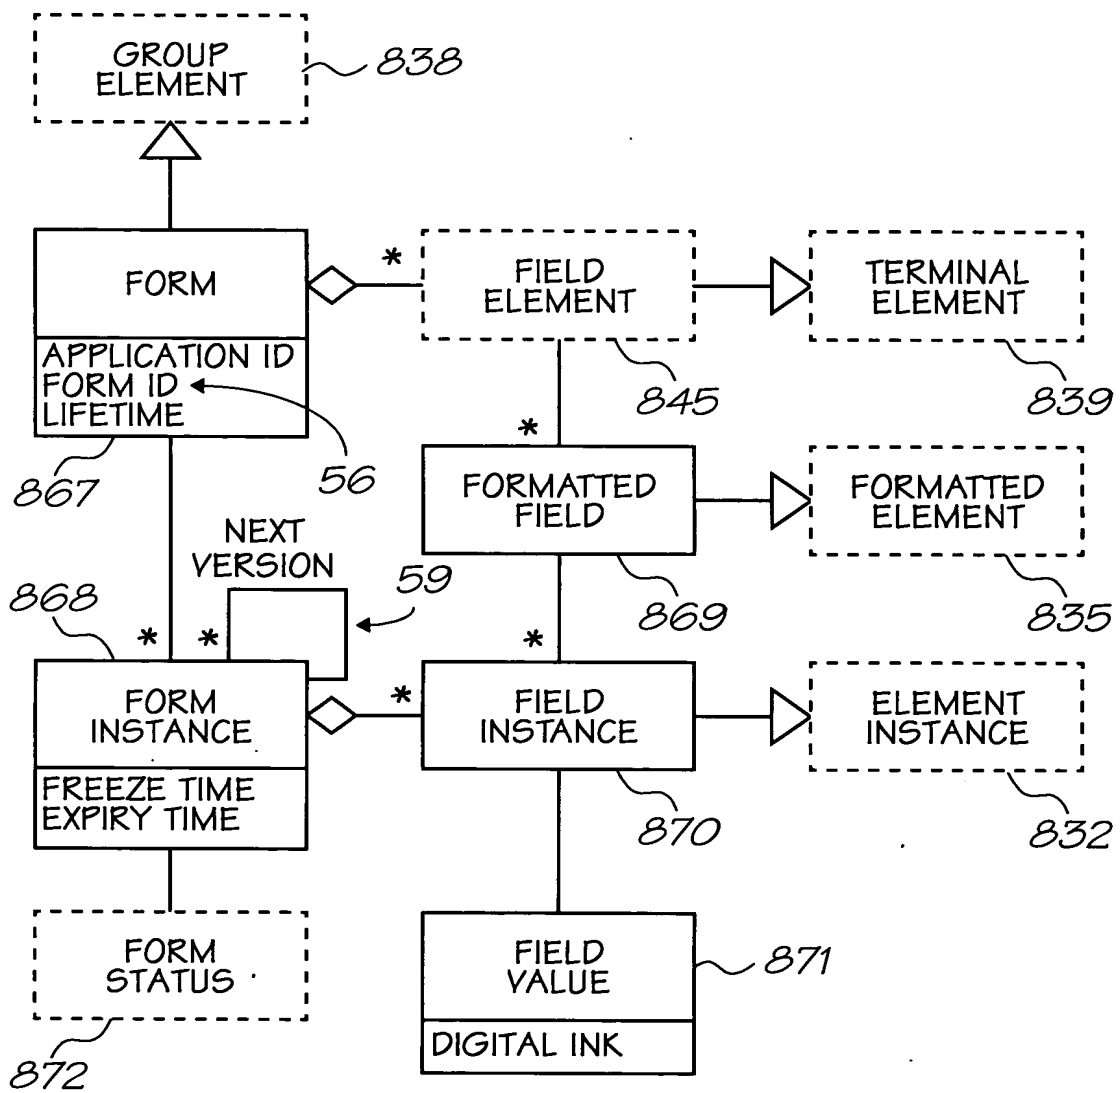 GROUP
ELEMENT
838
FORM
*
FIELD
ELEMENT
TERMINAL
ELEMENT
APPLICATION ID
FORM ID
LIFETIME
845
839
867
56
*
FORMATTED
FIELD
FORMATTED
ELEMENT
NEXT
VERSION
59
868
869
835
*
*
*
FORM
INSTANCE
*
FIELD
INSTANCE
ELEMENT
INSTANCE
FREEZE TIME
EXPIRY TIME
870
832
FORM
STATUS
FIELD
VALUE
871
DIGITAL INK
872